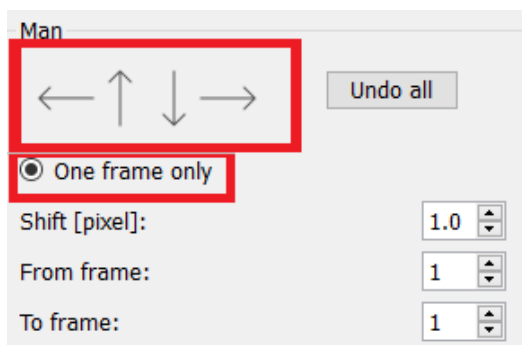 Man
Undo all
One frame only
Shift [pixel]: 1.0
From frame: 1
To frame: 1